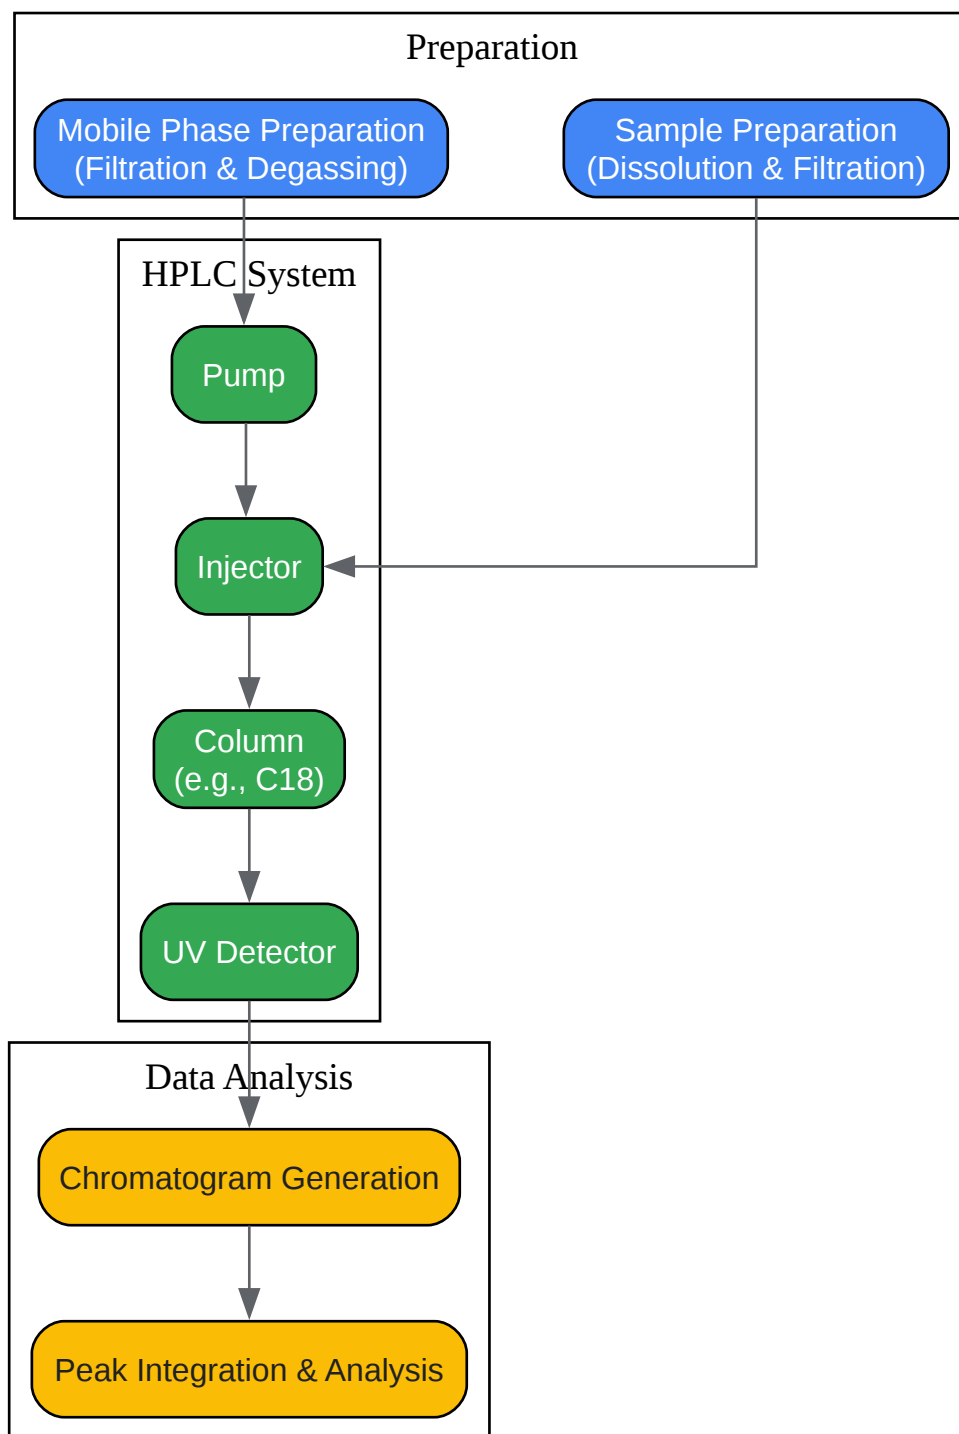 Preparation
Mobile Phase Preparation
(Filtration & Degassing)
Sample Preparation
(Dissolution & Filtration)
HPLC System
Pump
Injector
Column
(e.g., C18)
UV Detector
Data Analysis
Chromatogram Generation
Peak Integration & Analysis